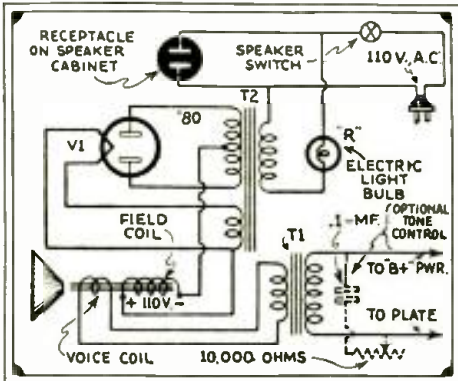 RECEPTACLE
ON SPEAKER
CABINET
SPEAKER
SWITCH
110 V. A.C.
T2
'80
V1
"R"
ELECTRIC
LIGHT
BULB
FIELD
COIL
T1
.1-MF.
OPTIONAL
TONE
CONTROL
+ 110V -
TO "B+" PWR.
TO PLATE
VOICE COIL
10,000 OHMS